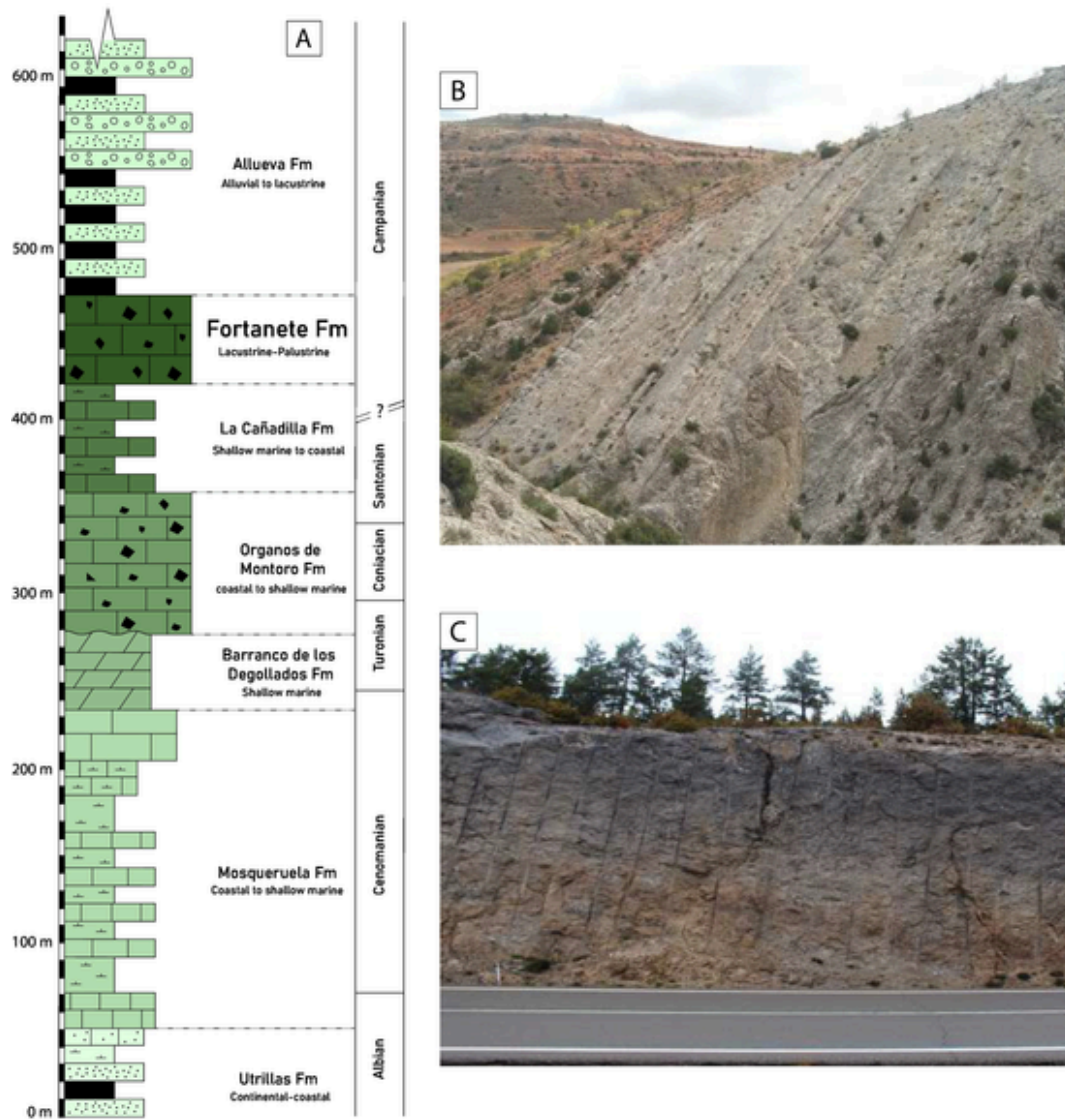 A
600 m
Allueva Fm
Alluvial to lacustrine
Campanian
500 m
Fortanete Fm
Lacustrine-Palustrine
400 m
?
La Cañadilla Fm
Shallow marine to coastal
Santonian
Organos de
Montoro Fm
coastal to shallow marine
Coniacian
300 m
Barranco de los
Degollados Fm
Shallow marine
Turonian
200 m
Mosqueruela Fm
Coastal to shallow marine
Cenomanian
100 m
Utrillas Fm
Continental-coastal
Albian
0 m
B
C